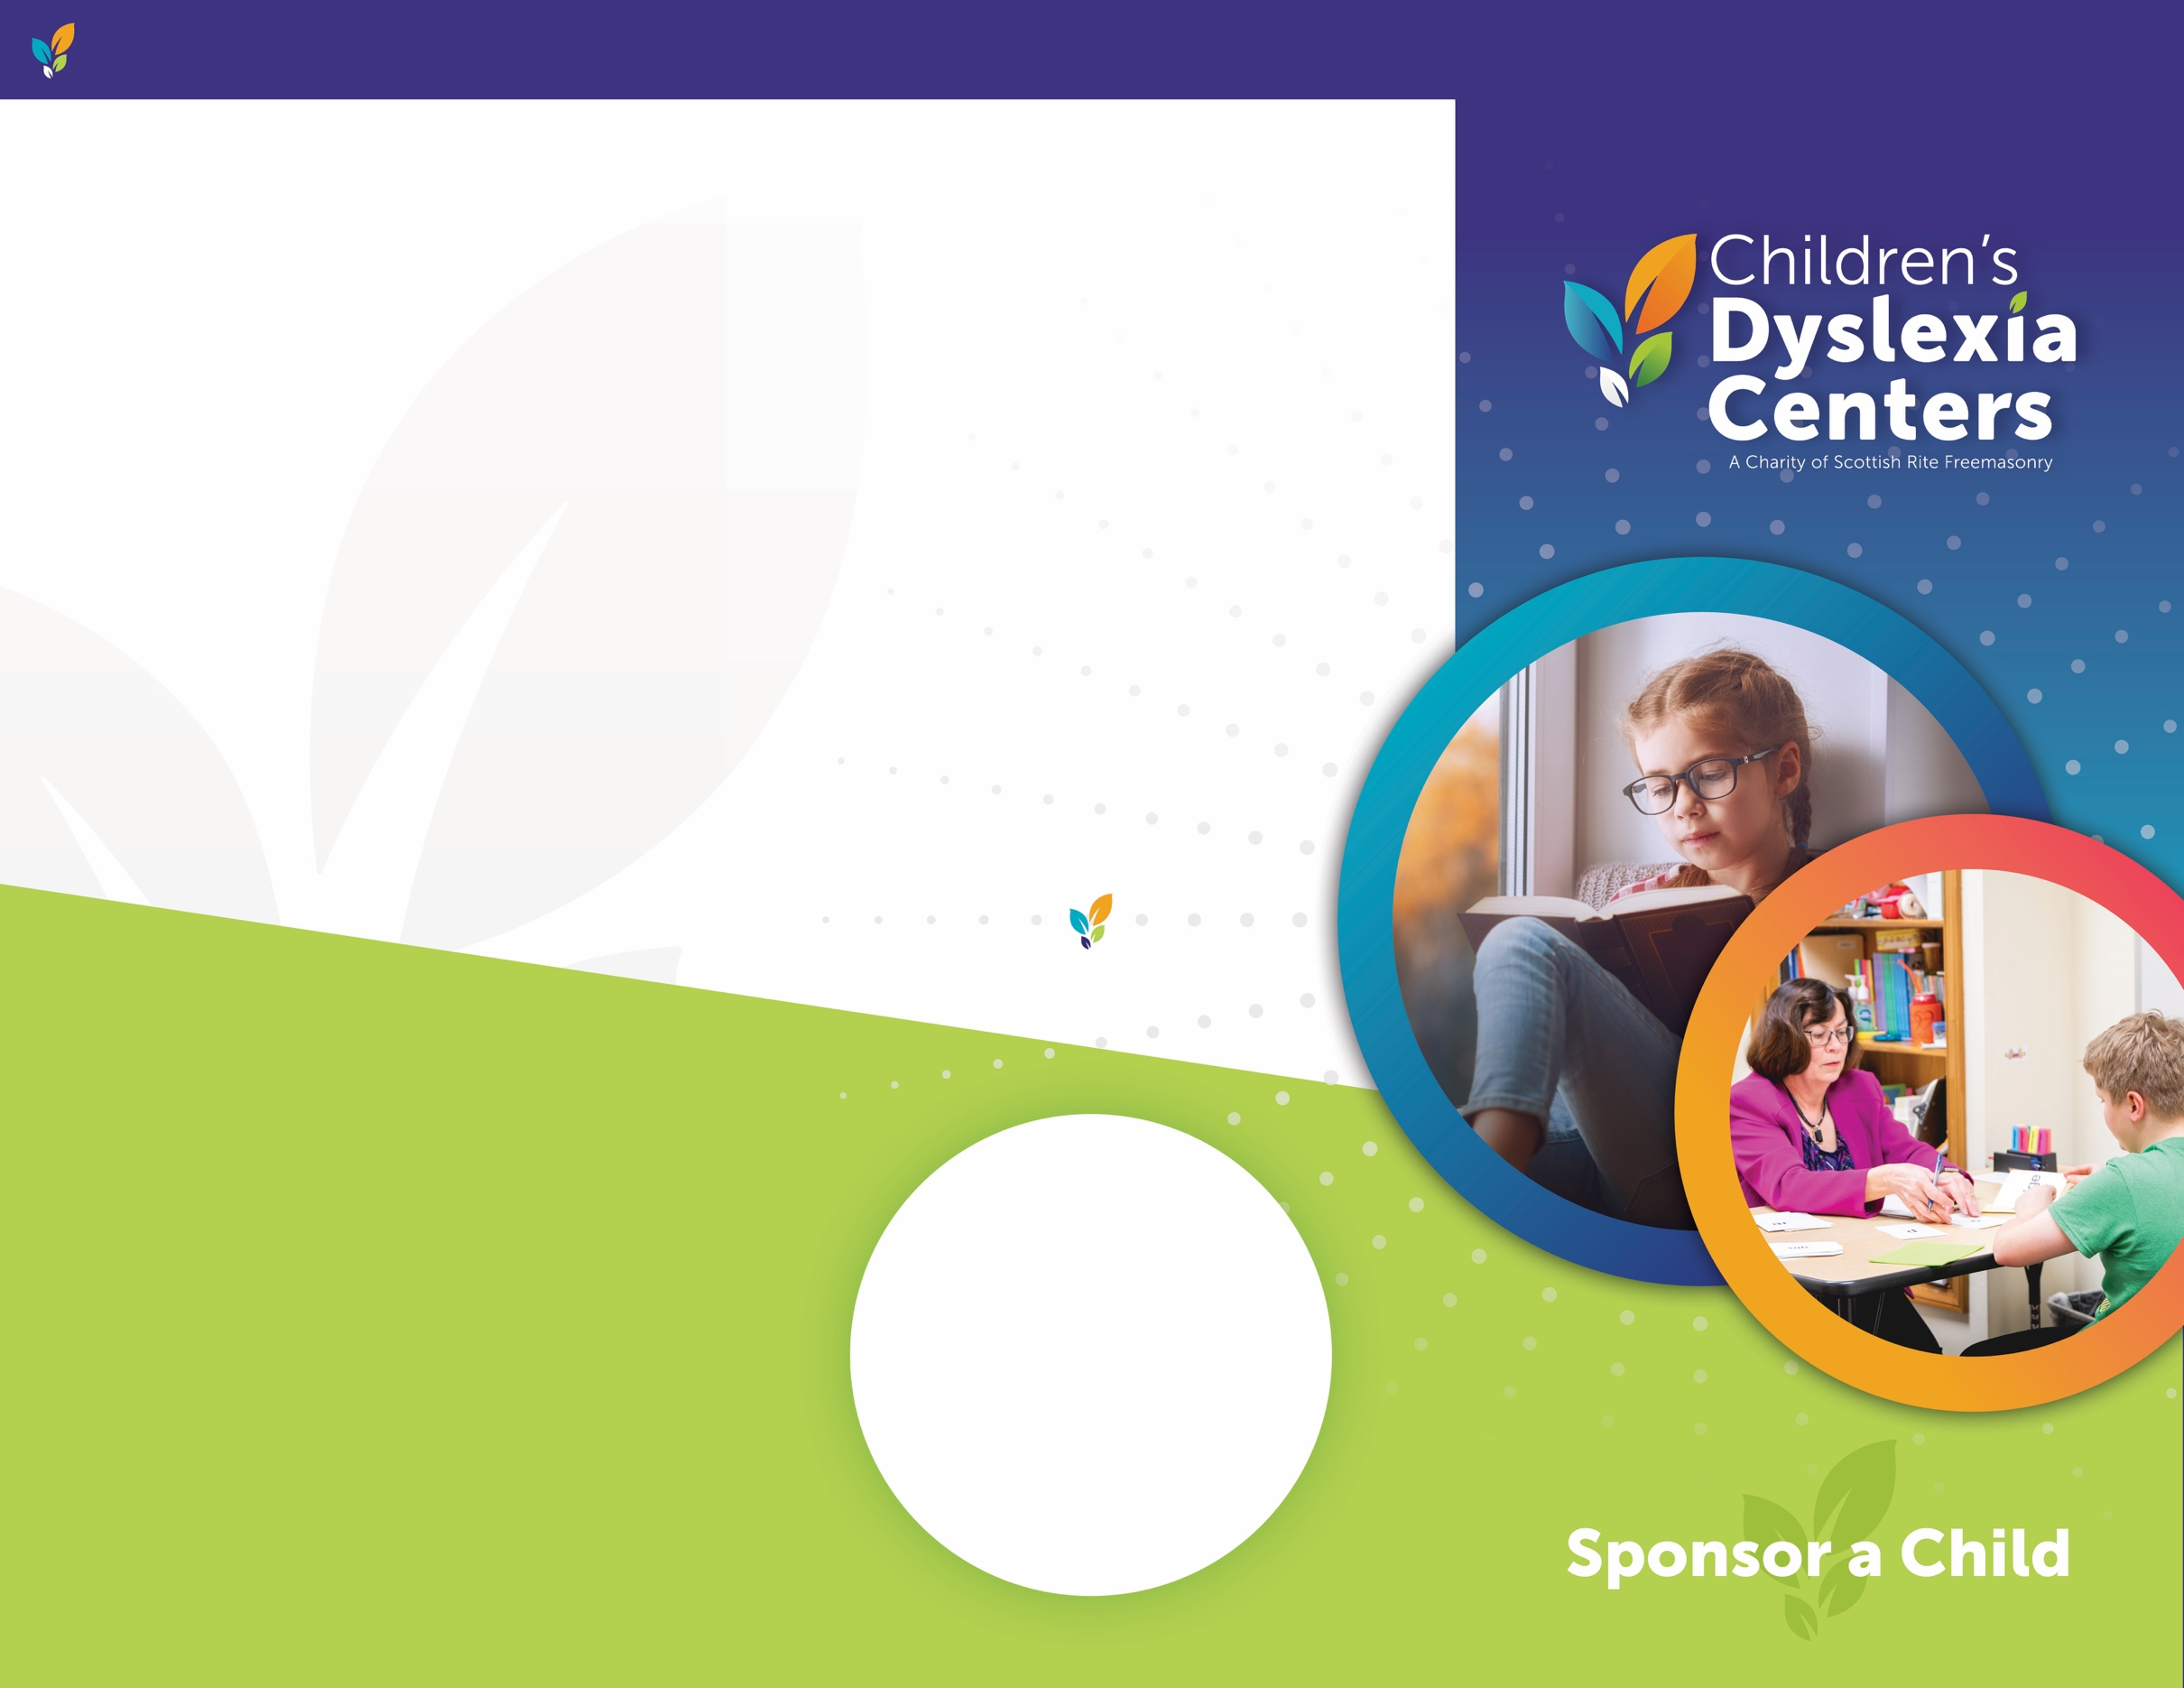 Children's
Dyslexia
Centers
A Charity of Scottish Rite Freemasonry
Sponsor a Child